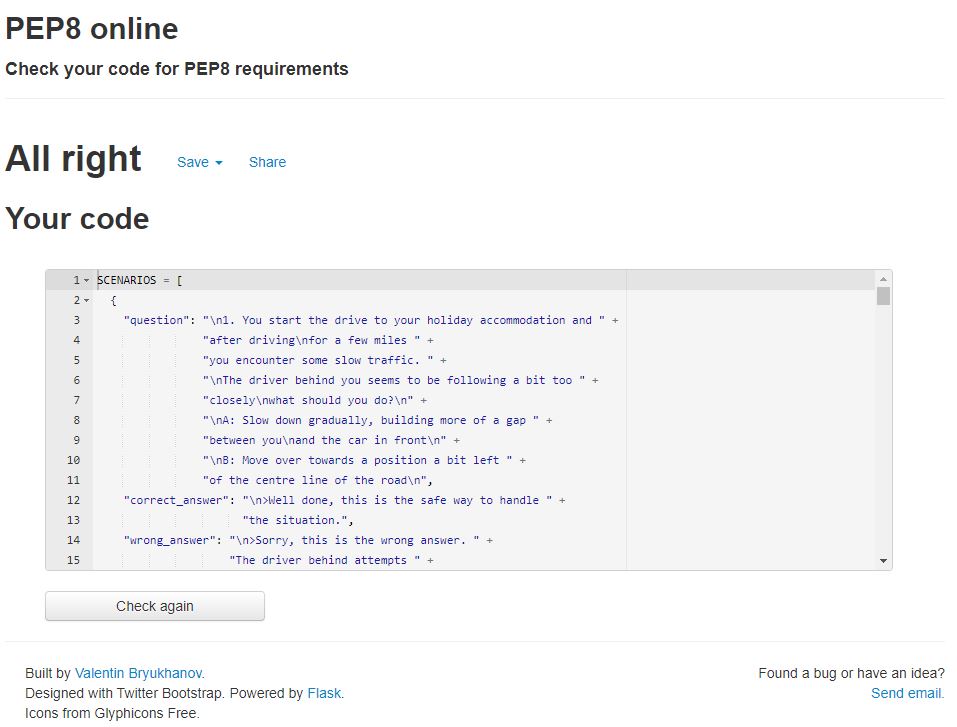 PEP8 online
Check your code for PEP8 requirements
All right Save Share
Your code
1 SCENARIOS = [
2 {
3 "question": "\n1. You start the drive to your holiday accommodation and " +
4 "after driving\nfor a few miles " +
5 "you encounter some slow traffic. " +
6 "\nThe driver behind you seems to be following a bit too " +
7 "closely\nwhat should you do?\n" +
8 "\nA: Slow down gradually, building more of a gap " +
9 "between you\nand the car in front\n" +
10 "\nB: Move over towards a position a bit left " +
11 "of the centre line of the road\n",
12 "correct_answer": "\n>Well done, this is the safe way to handle " +
13 "the situation.",
14 "wrong_answer": "\n>Sorry, this is the wrong answer. " +
15 "The driver behind attempts " +
Check again
Built by Valentin Bryukhanov.
Designed with Twitter Bootstrap. Powered by Flask.
Icons from Glyphicons Free.
Found a bug or have an idea?
Send email.